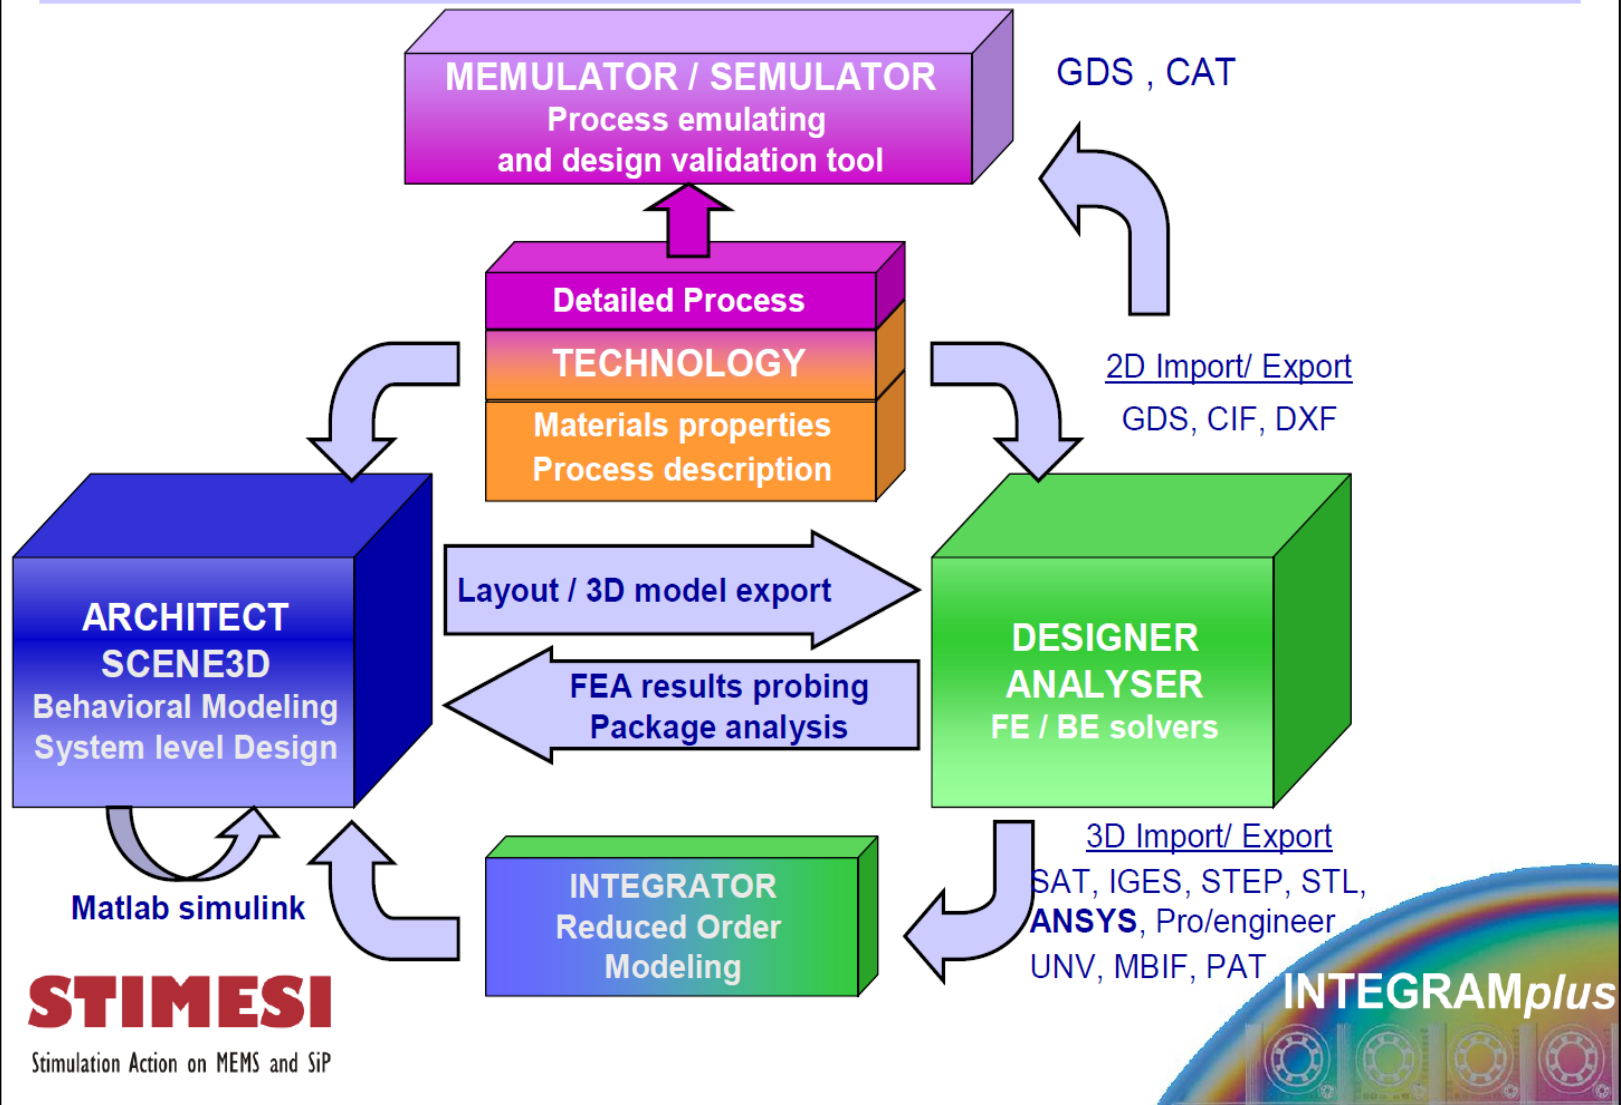 MEMULATOR / SEMULATOR
Process emulating
and design validation tool
GDS , CAT
Detailed Process
TECHNOLOGY
Materials properties
Process description
2D Import/ Export
GDS, CIF, DXF
Layout / 3D model export
FEA results probing
Package analysis
ARCHITECT
SCENE3D
Behavioral Modeling
System level Design
DESIGNER
ANALYSER
FE / BE solvers
Matlab simulink
INTEGRATOR
Reduced Order
Modeling
3D Import/ Export
SAT, IGES, STEP, STL,
ANSYS, Pro/engineer
UNV, MBIF, PAT
STIMESI
Stimulation Action on MEMS and SiP
INTEGRAMplus